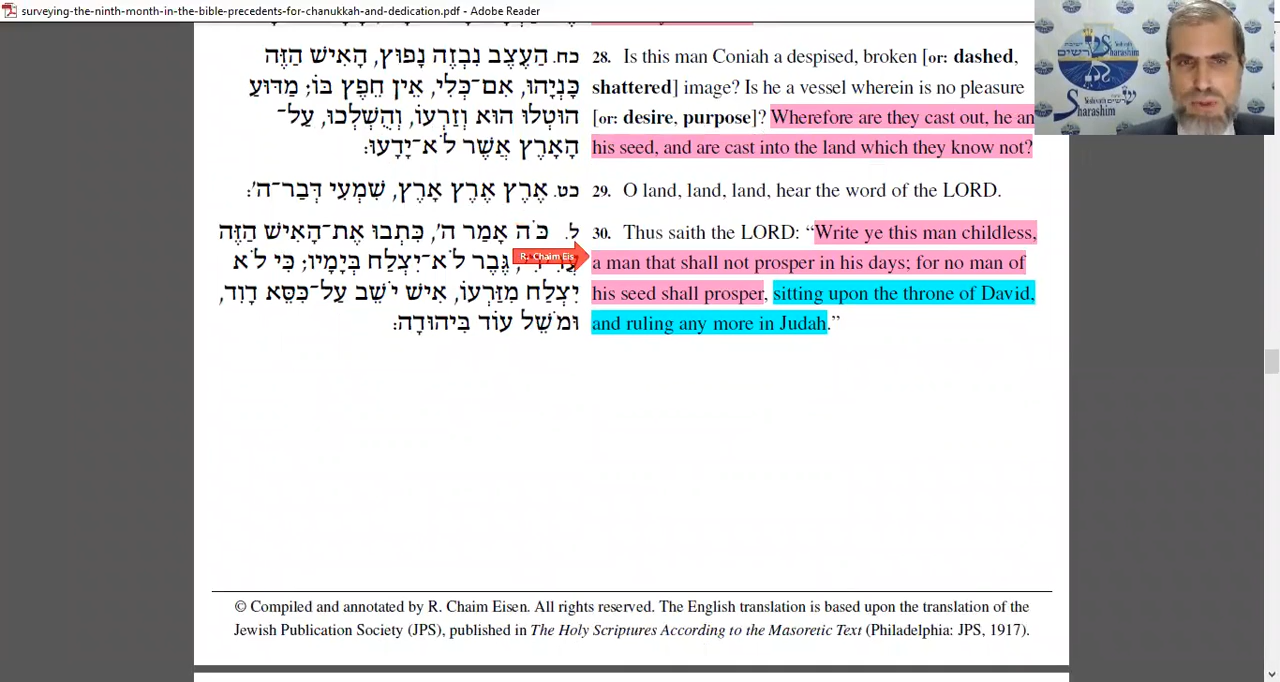 surveying-the-ninth-month-in-the-bible-precedents-for-chanukkah-and-dedication.pdf - Adobe Reader
כח. הַעֶצֶב נִבְזֶה נָפוּץ, הָאִישׁ הַזֶּה
כָּנְיָהוּ, אִם־כְּלִי, אֵין חֵפֶץ בּוֹ; מַדּוּעַ
הוּטְלוּ הוּא וְזַרְעוֹ, וְהֻשְׁלְכוּ, עַל־
הָאָרֶץ אֲשֶׁר לֹא־יָדָעוּ:
28. Is this man Coniah a despised, broken [or: dashed,
shattered] image? Is he a vessel wherein is no pleasure
[or: desire, purpose]? Wherefore are they cast out, he an
his seed, and are cast into the land which they know not?
כט. אֶרֶץ אֶרֶץ אָרֶץ, שִׁמְעִי דְּבַר־ה':
29. O land, land, land, hear the word of the LORD.
ל. כֹּה אָמַר ה', כִּתְבוּ אֶת־הָאִישׁ הַזֶּה
גֶּבֶר לֹא־יִצְלַח בְּיָמָיו; כִּי לֹא
יִצְלַח מִזַּרְעוֹ, אִישׁ יֹשֵׁב עַל־כִּסֵּא דָוִד,
וּמֹשֵׁל עוֹד בִּיהוּדָה:
R. Chaim Eis
30. Thus saith the LORD: “Write ye this man childless,
a man that shall not prosper in his days; for no man of
his seed shall prosper, sitting upon the throne of David,
and ruling any more in Judah.”
© Compiled and annotated by R. Chaim Eisen. All rights reserved. The English translation is based upon the translation of the
Jewish Publication Society (JPS), published in The Holy Scriptures According to the Masoretic Text (Philadelphia: JPS, 1917).
Yeshivath
Sharashim